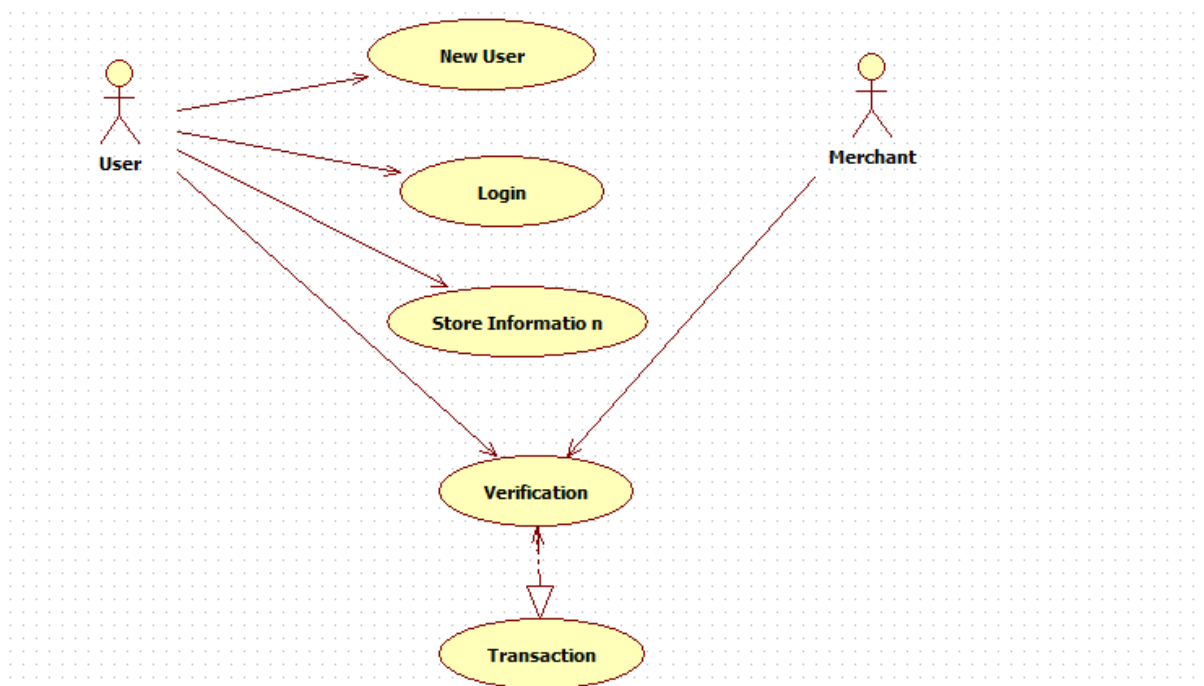 New User
User
Merchant
Login
Store Informatio n
Verification
Transaction